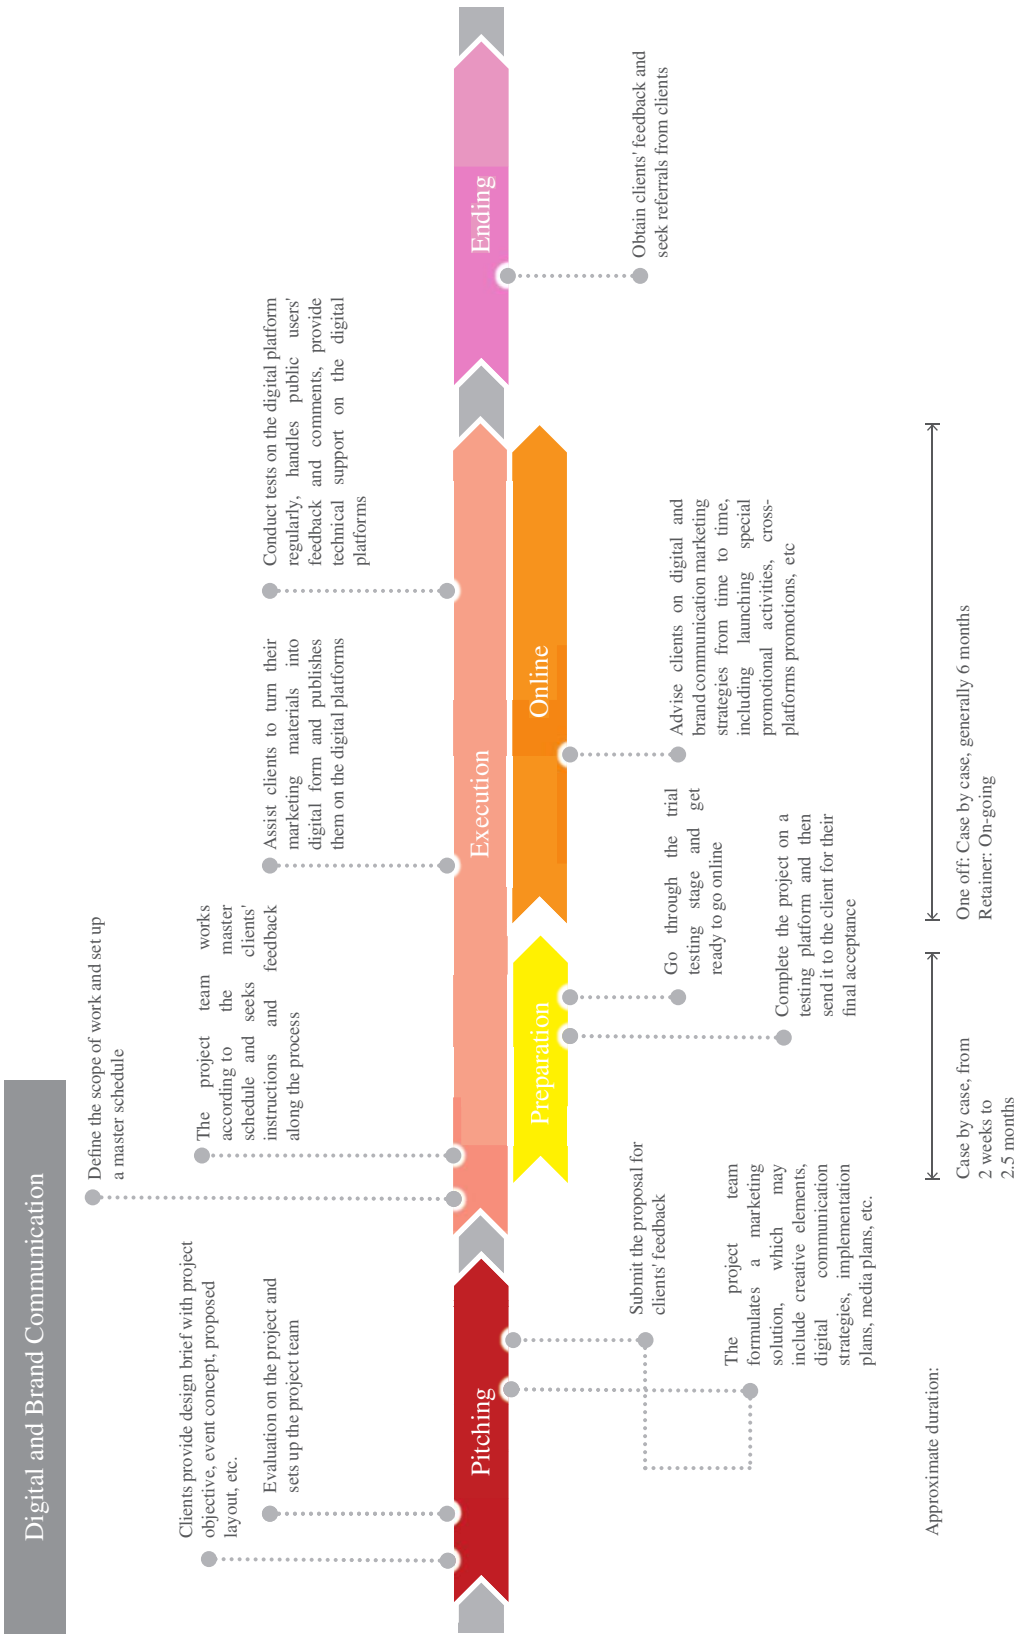 Digital and Brand Communication
Clients provide design brief with project
objective, event concept, proposed
layout, etc.
Evaluation on the project and
sets up the project team
Define the scope of work and set up
a master schedule
The project team works
according to the master
schedule and seeks clients'
instructions and feedback
along the process
Assist clients to turn their
marketing materials into
digital form and publishes
them on the digital platforms
Conduct tests on the digital platform
regularly, handles public users'
feedback and comments, provide
technical support on the digital
platforms
Pitching
Execution
Ending
Preparation
Online
Submit the proposal for
clients' feedback
The project team
formulates a marketing
solution, which may
include creative elements,
digital communication
strategies, implementation
plans, media plans, etc.
Go through the trial
testing stage and get
ready to go online
Complete the project on a
testing platform and then
send it to the client for their
final acceptance
Advise clients on digital and
brand communication marketing
strategies from time to time,
including launching special
promotional activities, cross-
platforms promotions, etc
Obtain clients' feedback and
seek referrals from clients
Approximate duration:
Case by case, from
2 weeks to
2.5 months
One off: Case by case, generally 6 months
Retainer: On-going